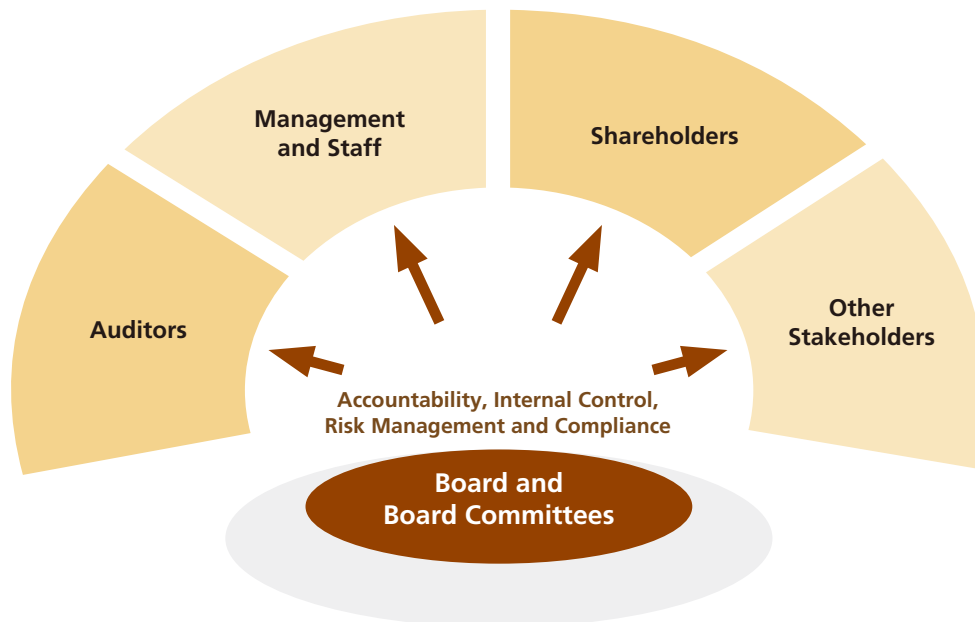 Management
and Staff
Shareholders
Auditors
Other
Stakeholders
Accountability, Internal Control,
Risk Management and Compliance
Board and
Board Committees